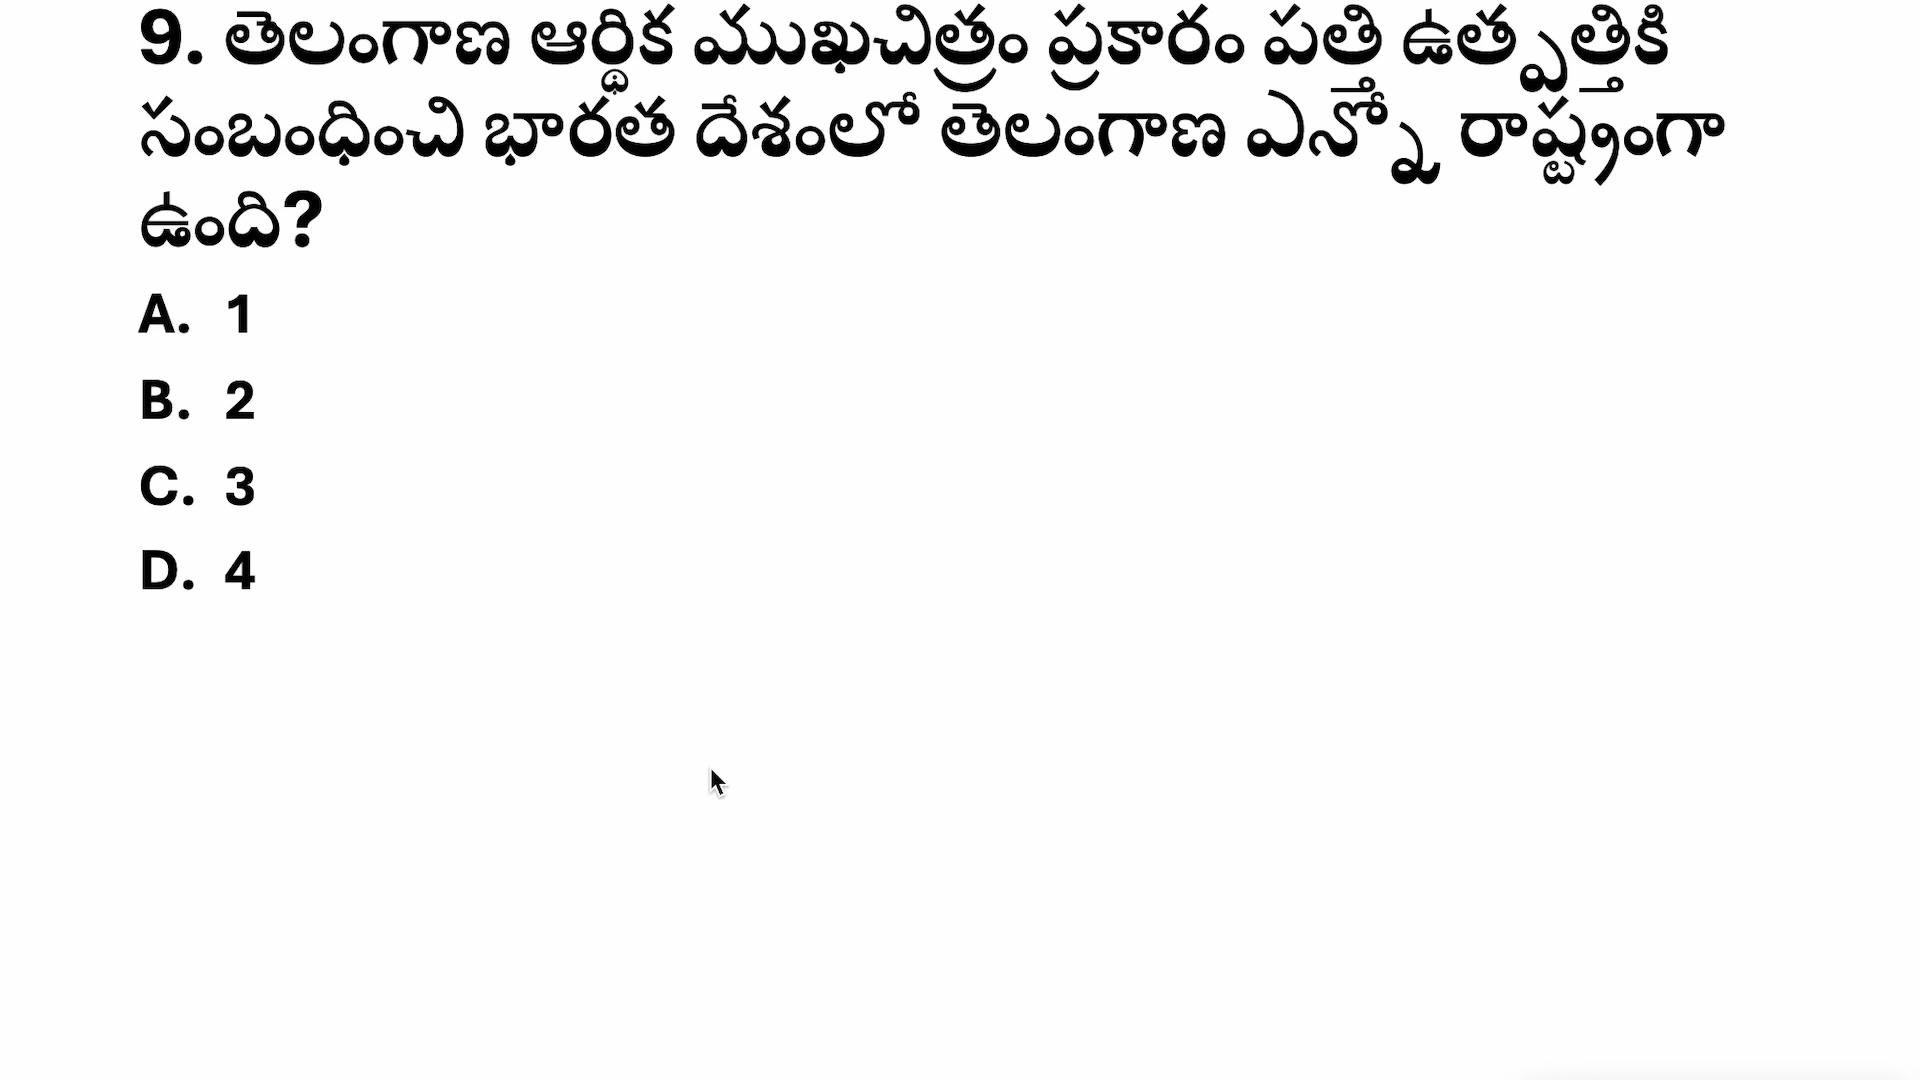 9. తెలంగాణ ఆర్థిక ముఖచిత్రం ప్రకారం పత్తి ఉత్పత్తికి
సంబంధించి భారత దేశంలో తెలంగాణ ఎన్నో రాష్ట్రంగా
ఉంది?
A. 1
B. 2
C. 3
D. 4